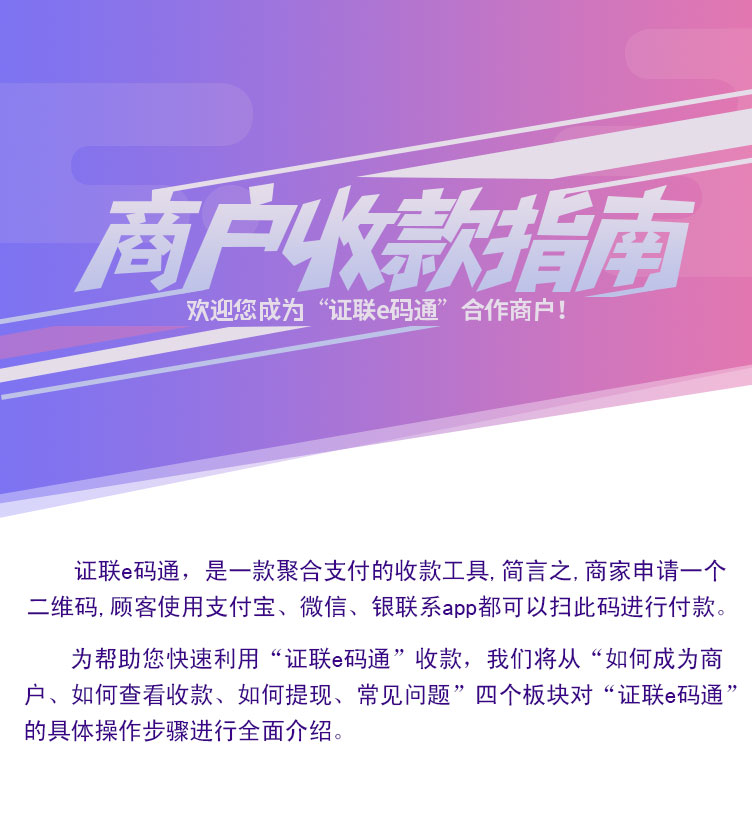 商户收款指南
欢迎您成为“证联e码通”合作商户！
证联e码通，是一款聚合支付的收款工具,简言之,商家申请一个
二维码,顾客使用支付宝、微信、银联系app都可以扫此码进行付款。
为帮助您快速利用“证联e码通”收款，我们将从“如何成为商
户、如何查看收款、如何提现、常见问题”四个板块对“证联e码通”
的具体操作步骤进行全面介绍。